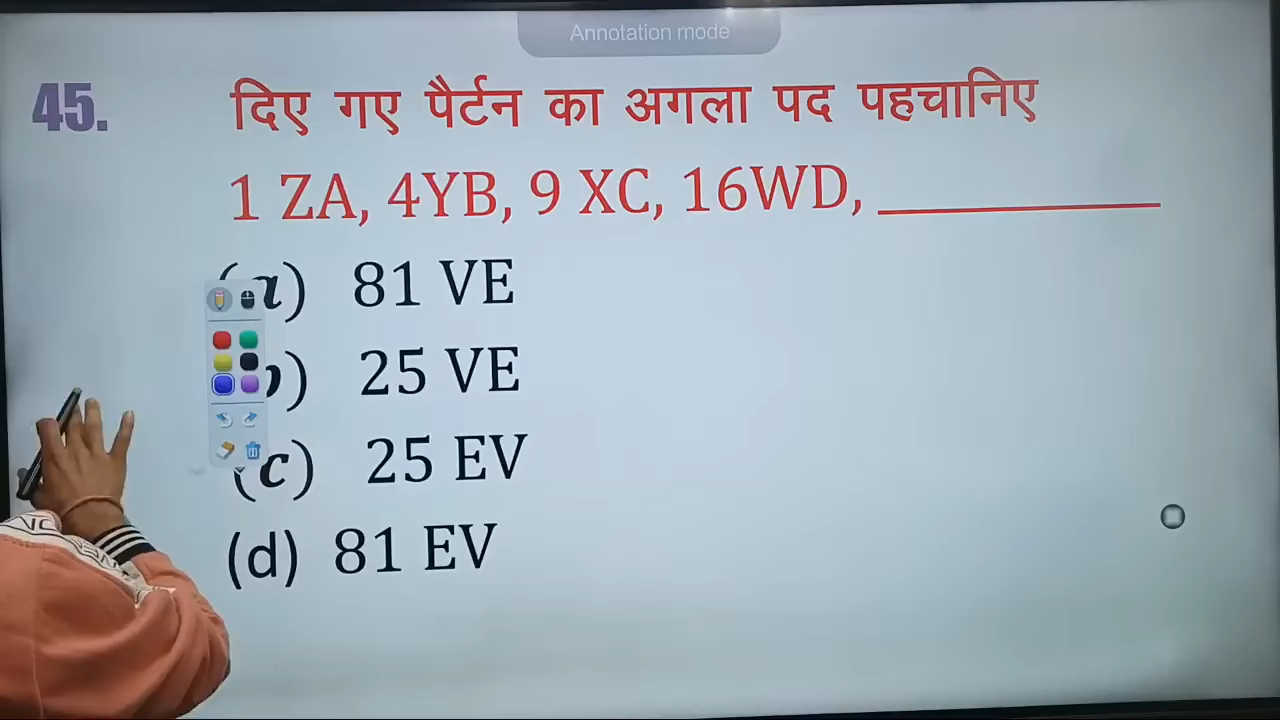 Annotation mode
45. दिए गए पैर्टन का अगला पद पहचानिए
1 ZA, 4YB, 9 XC, 16WD, __________
(a) 81 VE
(b) 25 VE
(c) 25 EV
(d) 81 EV